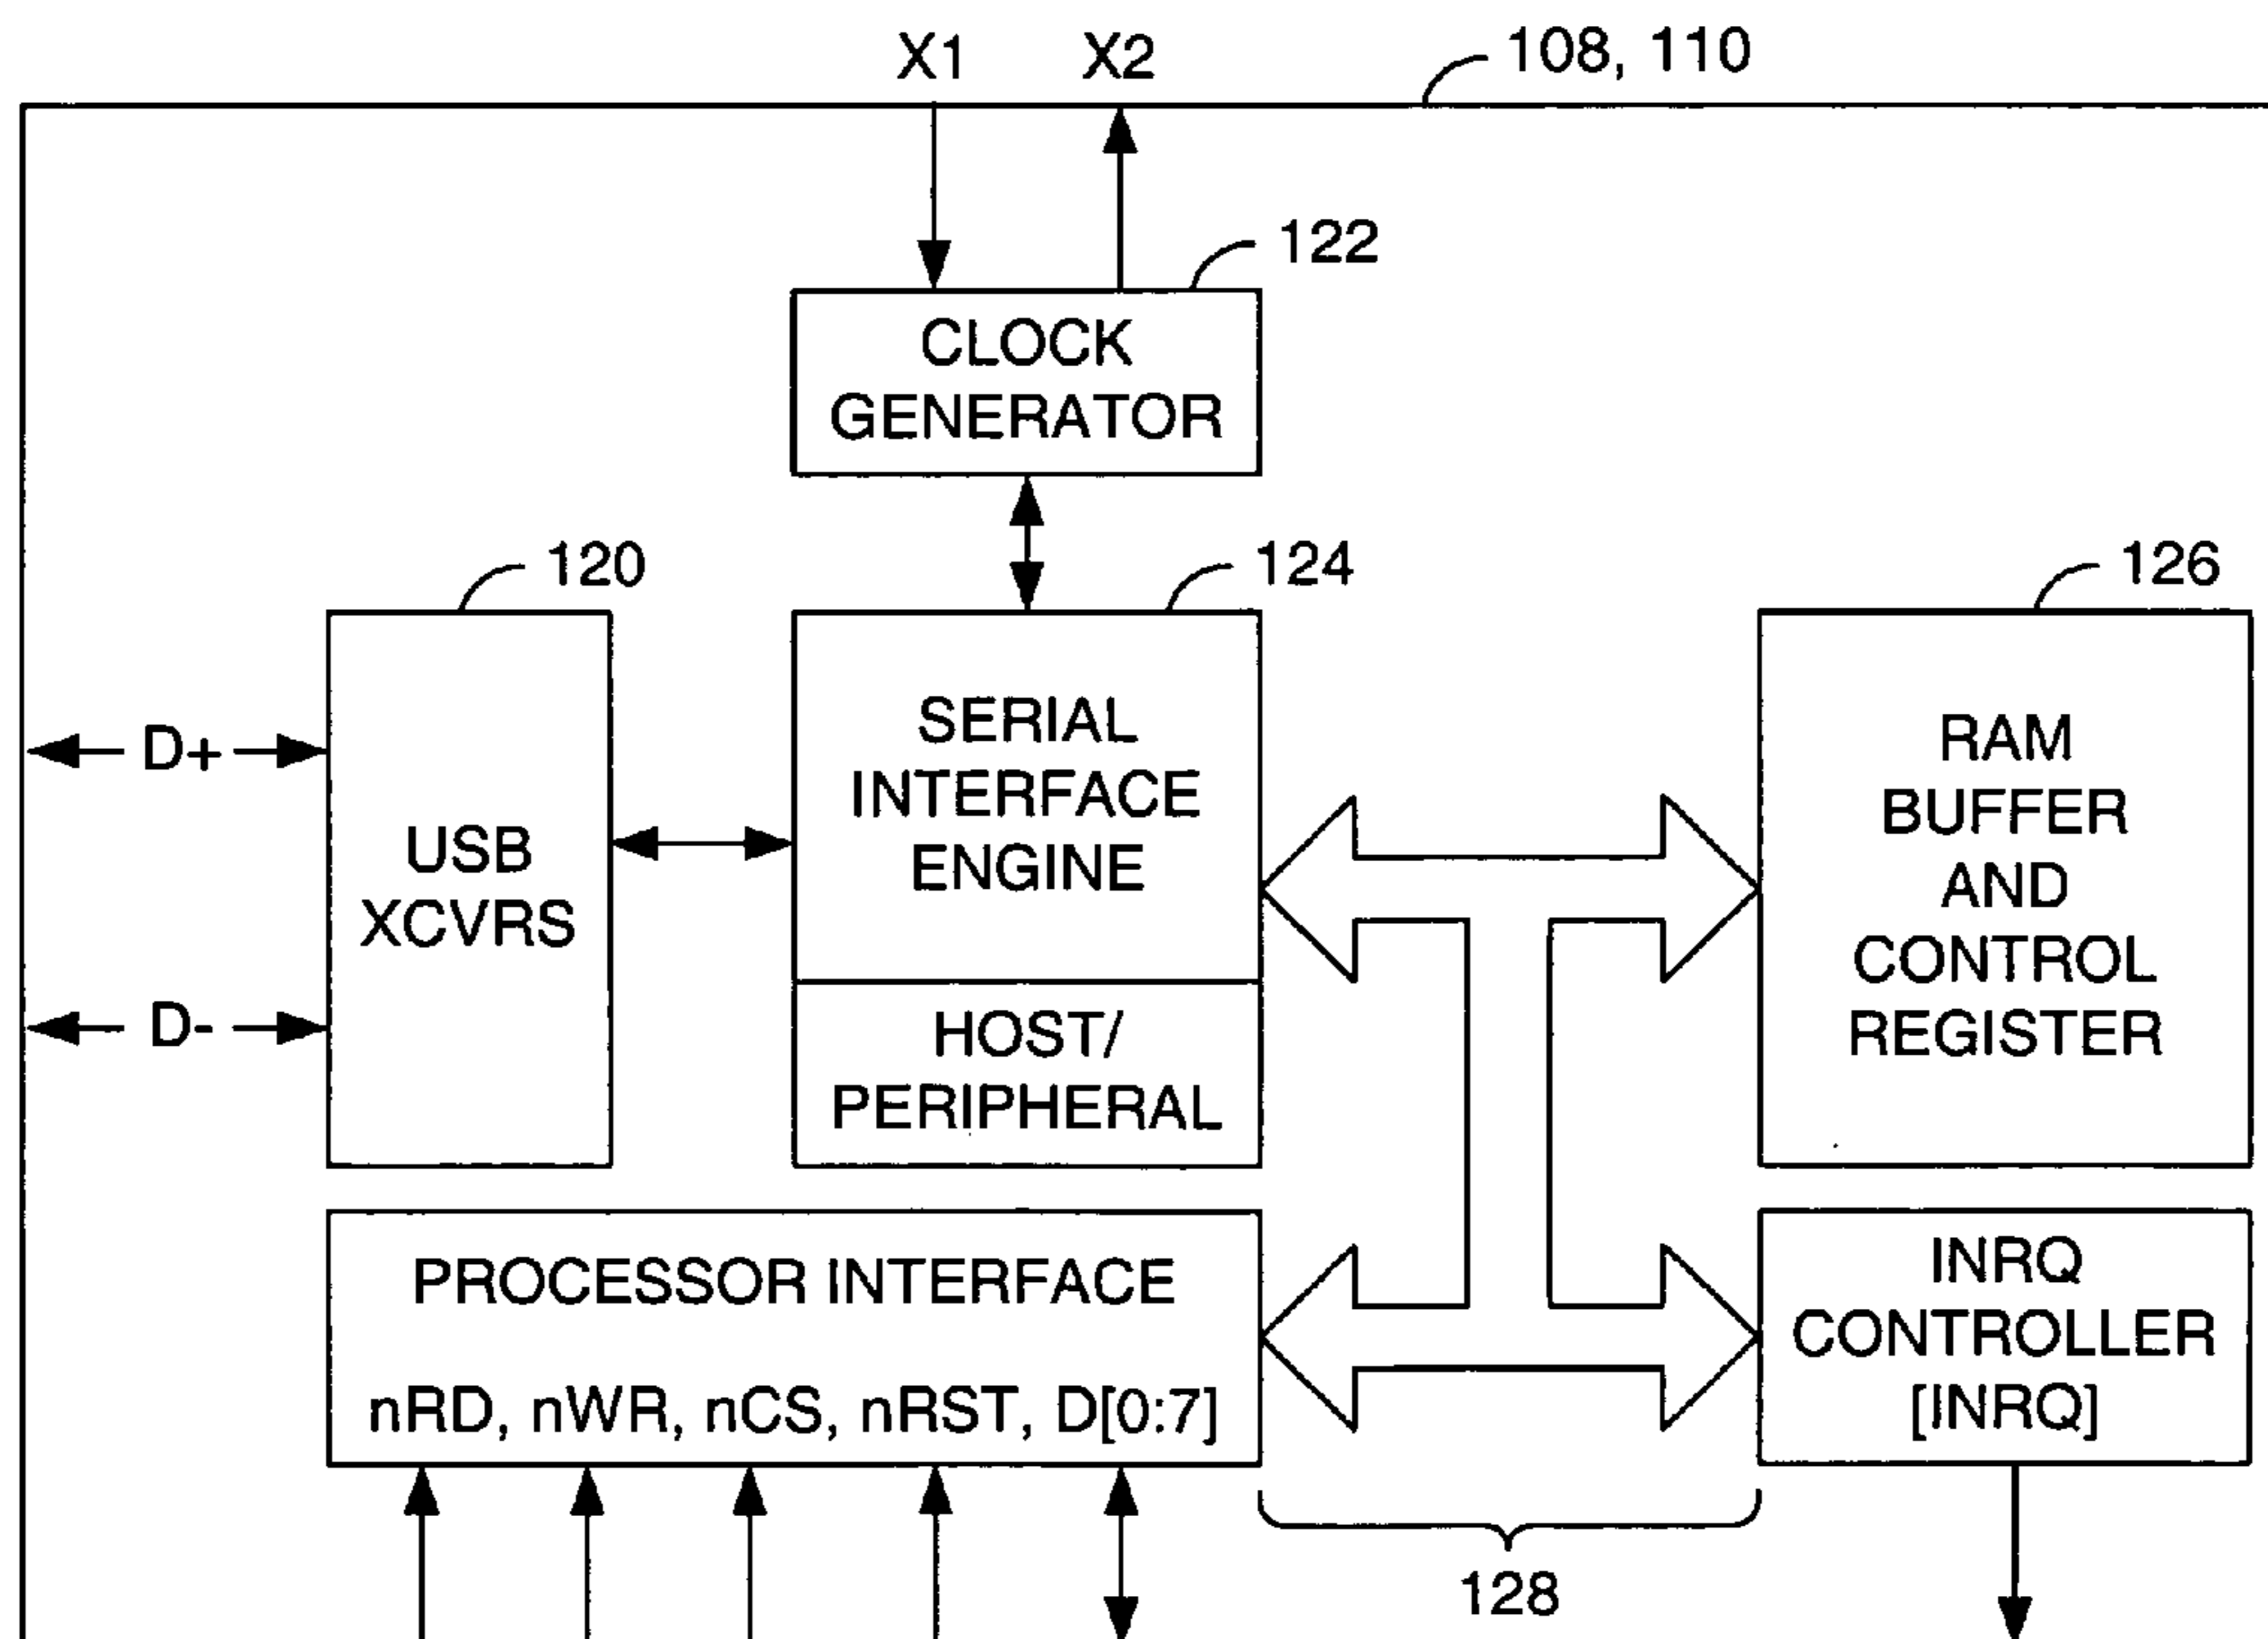 X1 X2 108, 110
122
CLOCK
GENERATOR
120 124 126
SERIAL
INTERFACE
ENGINE
D+
USB
XCVRS
D-
HOST/
PERIPHERAL
RAM
BUFFER
AND
CONTROL
REGISTER
PROCESSOR INTERFACE
nRD, nWR, nCS, nRST, D[0:7]
INRQ
CONTROLLER
[INRQ]
128